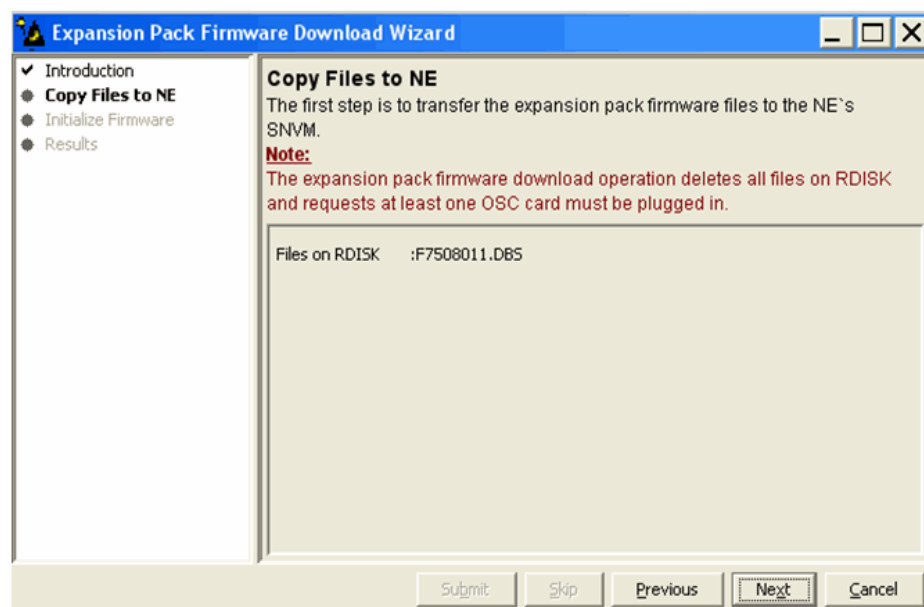 Expansion Pack Firmware Download Wizard
Introduction
Copy Files to NE
Initialize Firmware
Results
Copy Files to NE
The first step is to transfer the expansion pack firmware files to the NE`s
SNVM.
Note:
The expansion pack firmware download operation deletes all files on RDISK
and requests at least one OSC card must be plugged in.
Files on RDISK :F7508011.DBS
Submit
Skip
Previous
Next
Cancel